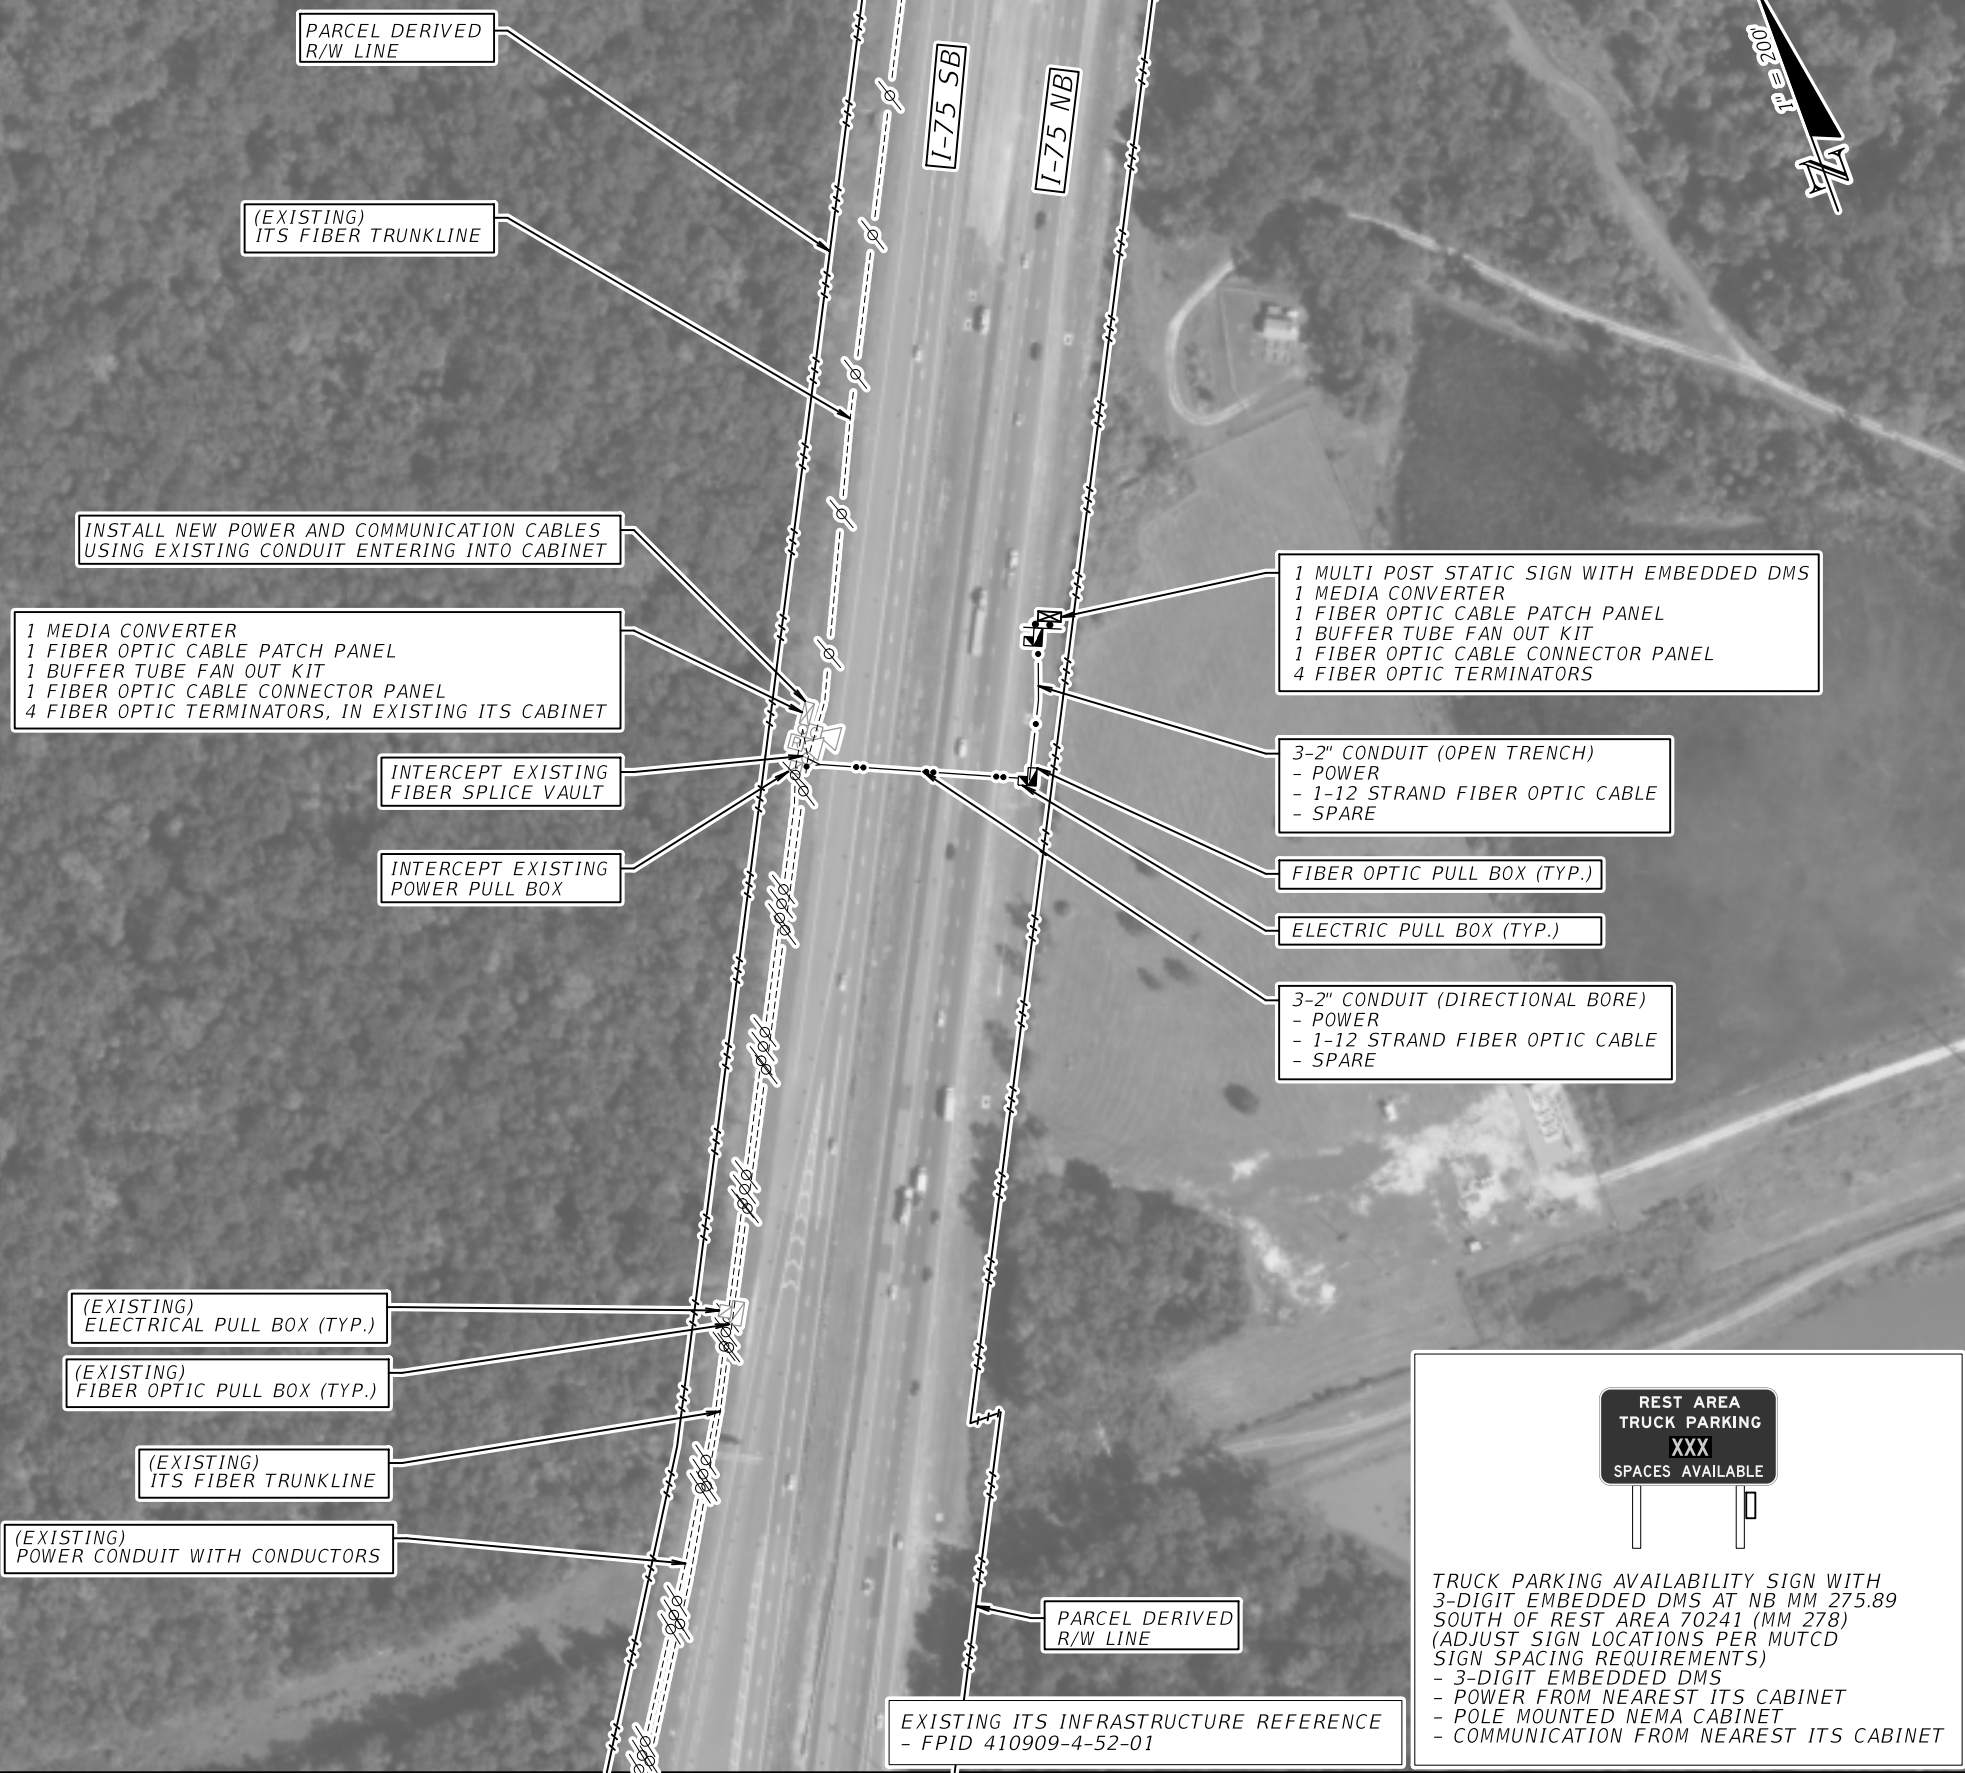 PARCEL DERIVED
R/W LINE
I-75 SB
I-75 NB
1" = 200'
N
(EXISTING)
ITS FIBER TRUNKLINE
INSTALL NEW POWER AND COMMUNICATION CABLES
USING EXISTING CONDUIT ENTERING INTO CABINET
1 MEDIA CONVERTER
1 FIBER OPTIC CABLE PATCH PANEL
1 BUFFER TUBE FAN OUT KIT
1 FIBER OPTIC CABLE CONNECTOR PANEL
4 FIBER OPTIC TERMINATORS, IN EXISTING ITS CABINET
INTERCEPT EXISTING
FIBER SPLICE VAULT
INTERCEPT EXISTING
POWER PULL BOX
1 MULTI POST STATIC SIGN WITH EMBEDDED DMS
1 MEDIA CONVERTER
1 FIBER OPTIC CABLE PATCH PANEL
1 BUFFER TUBE FAN OUT KIT
1 FIBER OPTIC CABLE CONNECTOR PANEL
4 FIBER OPTIC TERMINATORS
3-2" CONDUIT (OPEN TRENCH)
- POWER
- 1-12 STRAND FIBER OPTIC CABLE
- SPARE
FIBER OPTIC PULL BOX (TYP.)
ELECTRIC PULL BOX (TYP.)
3-2" CONDUIT (DIRECTIONAL BORE)
- POWER
- 1-12 STRAND FIBER OPTIC CABLE
- SPARE
(EXISTING)
ELECTRICAL PULL BOX (TYP.)
(EXISTING)
FIBER OPTIC PULL BOX (TYP.)
(EXISTING)
ITS FIBER TRUNKLINE
(EXISTING)
POWER CONDUIT WITH CONDUCTORS
PARCEL DERIVED
R/W LINE
EXISTING ITS INFRASTRUCTURE REFERENCE
- FPID 410909-4-52-01
REST AREA
TRUCK PARKING
XXX
SPACES AVAILABLE
TRUCK PARKING AVAILABILITY SIGN WITH
3-DIGIT EMBEDDED DMS AT NB MM 275.89
SOUTH OF REST AREA 70241 (MM 278)
(ADJUST SIGN LOCATIONS PER MUTCD
SIGN SPACING REQUIREMENTS)
- 3-DIGIT EMBEDDED DMS
- POWER FROM NEAREST ITS CABINET
- POLE MOUNTED NEMA CABINET
- COMMUNICATION FROM NEAREST ITS CABINET